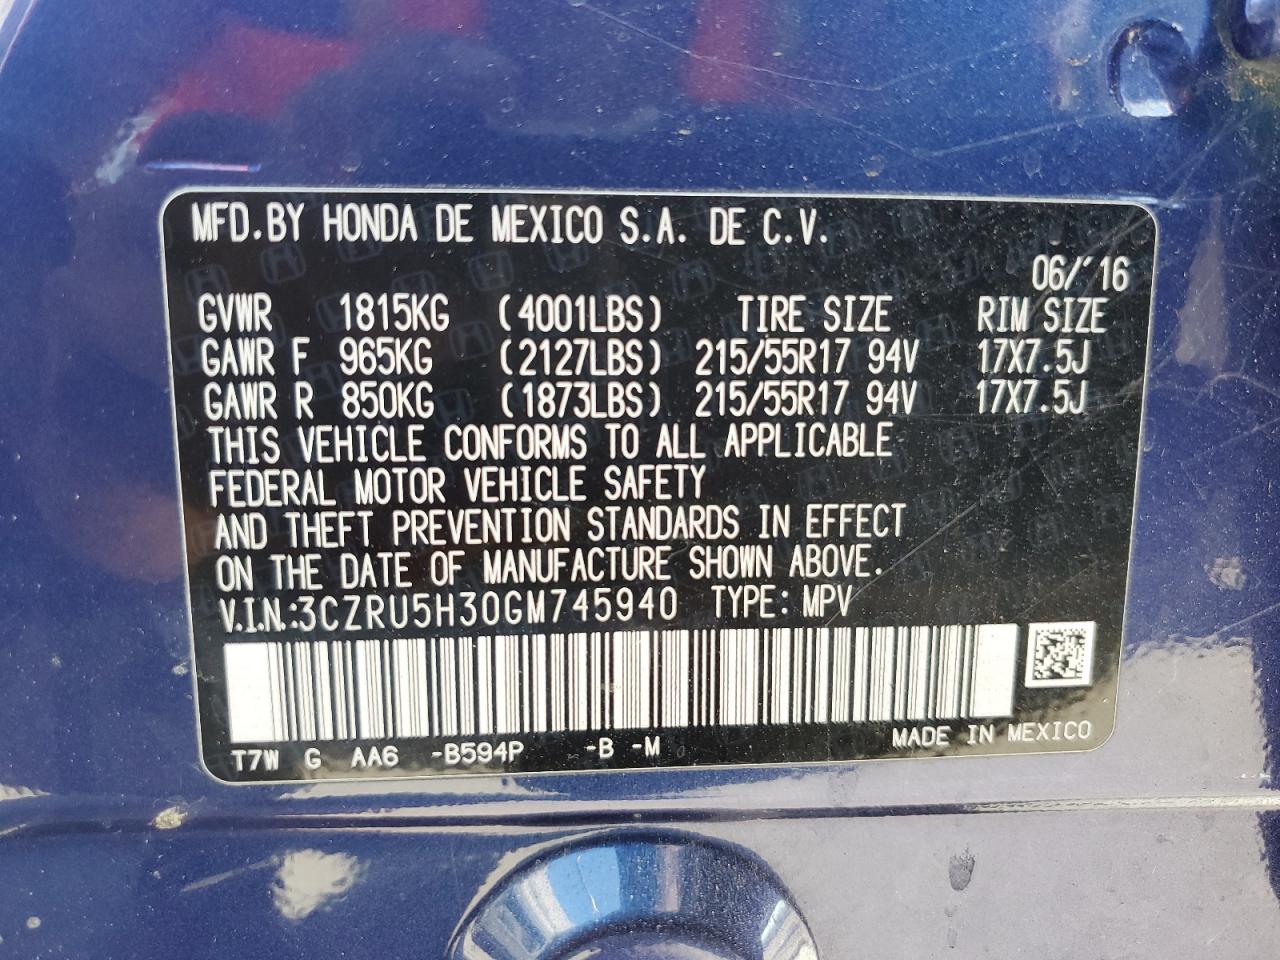 MFD.BY HONDA DE MEXICO S.A. DE C.V.
06/'16
GVWR 1815KG (4001LBS) TIRE SIZE RIM SIZE
GAWR F 965KG (2127LBS) 215/55R17 94V 17X7.5J
GAWR R 850KG (1873LBS) 215/55R17 94V 17X7.5J
THIS VEHICLE CONFORMS TO ALL APPLICABLE
FEDERAL MOTOR VEHICLE SAFETY
AND THEFT PREVENTION STANDARDS IN EFFECT
ON THE DATE OF MANUFACTURE SHOWN ABOVE.
V.I.N.:3CZRU5H30GM745940 TYPE: MPV
T7W G AA6 -B594P -B -M MADE IN MEXICO